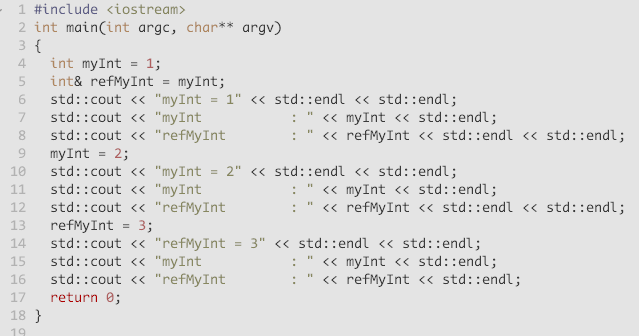 1 #include <iostream>
2 int main(int argc, char** argv)
3 {
4   int myInt = 1;
5   int& refMyInt = myInt;
6   std::cout << "myInt = 1" << std::endl << std::endl;
7   std::cout << "myInt           : " << myInt << std::endl;
8   std::cout << "refMyInt        : " << refMyInt << std::endl << std::endl;
9   myInt = 2;
10   std::cout << "myInt = 2" << std::endl << std::endl;
11   std::cout << "myInt           : " << myInt << std::endl;
12   std::cout << "refMyInt        : " << refMyInt << std::endl << std::endl;
13   refMyInt = 3;
14   std::cout << "refMyInt = 3" << std::endl << std::endl;
15   std::cout << "myInt           : " << myInt << std::endl;
16   std::cout << "refMyInt        : " << refMyInt << std::endl;
17   return 0;
18 }
19